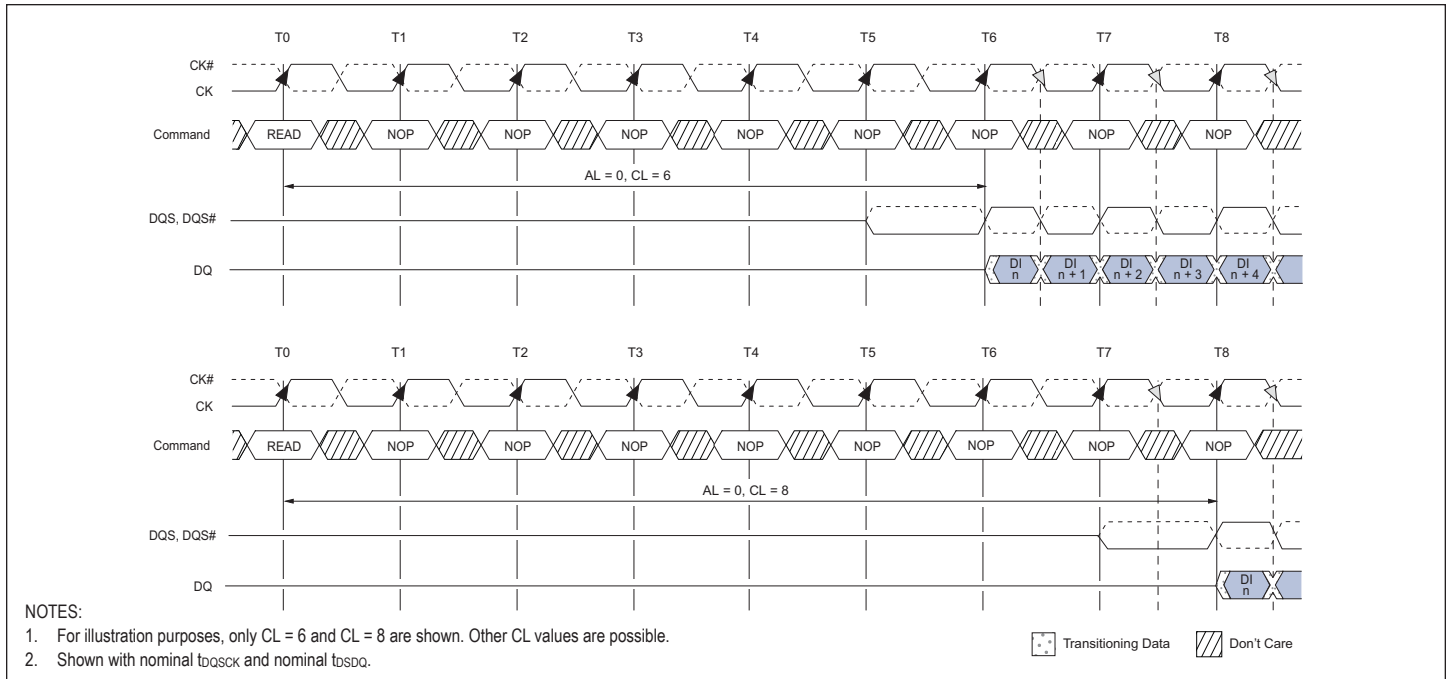 T0 T1 T2 T3 T4 T5 T6 T7 T8
CK#
CK
Command READ NOP NOP NOP NOP NOP NOP NOP NOP
AL = 0, CL = 6
DQS, DQS#
DQ DI n DI n + 1 DI n + 2 DI n + 3 DI n + 4
T0 T1 T2 T3 T4 T5 T6 T7 T8
CK#
CK
Command READ NOP NOP NOP NOP NOP NOP NOP NOP
AL = 0, CL = 8
DQS, DQS#
DQ DI n
NOTES:
1. For illustration purposes, only CL = 6 and CL = 8 are shown. Other CL values are possible.
2. Shown with nominal tDQSCK and nominal tDSDQ.
Transitioning Data Don't Care